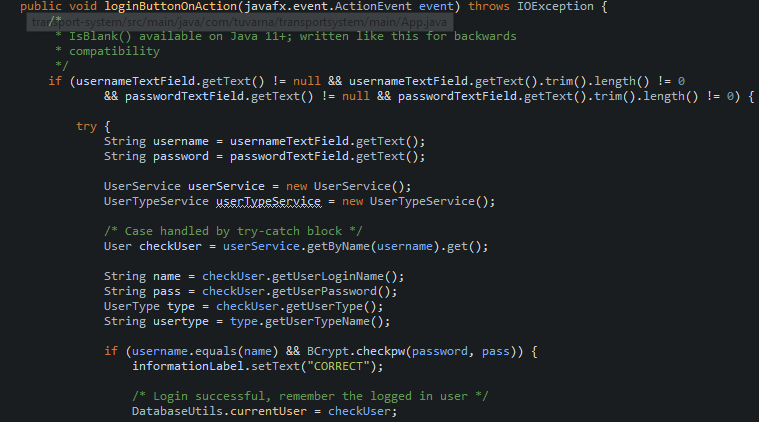 public void loginButtonOnAction(javafx.event.ActionEvent event) throws IOException {
transport-system/src/main/java/com/tuvarna/transportsystem/main/App.java
/*
* IsBlank() available on Java 11+; written like this for backwards
* compatibility
*/
if (usernameTextField.getText() != null && usernameTextField.getText().trim().length() != 0
&& passwordTextField.getText() != null && passwordTextField.getText().trim().length() != 0) {
try {
String username = usernameTextField.getText();
String password = passwordTextField.getText();
UserService userService = new UserService();
UserTypeService userTypeService = new UserTypeService();
/* Case handled by try-catch block */
User checkUser = userService.getByName(username).get();
String name = checkUser.getUserLoginName();
String pass = checkUser.getUserPassword();
UserType type = checkUser.getUserType();
String usertype = type.getUserTypeName();
if (username.equals(name) && BCrypt.checkpw(password, pass)) {
informationLabel.setText("CORRECT");
/* Login successful, remember the logged in user */
DatabaseUtils.currentUser = checkUser;